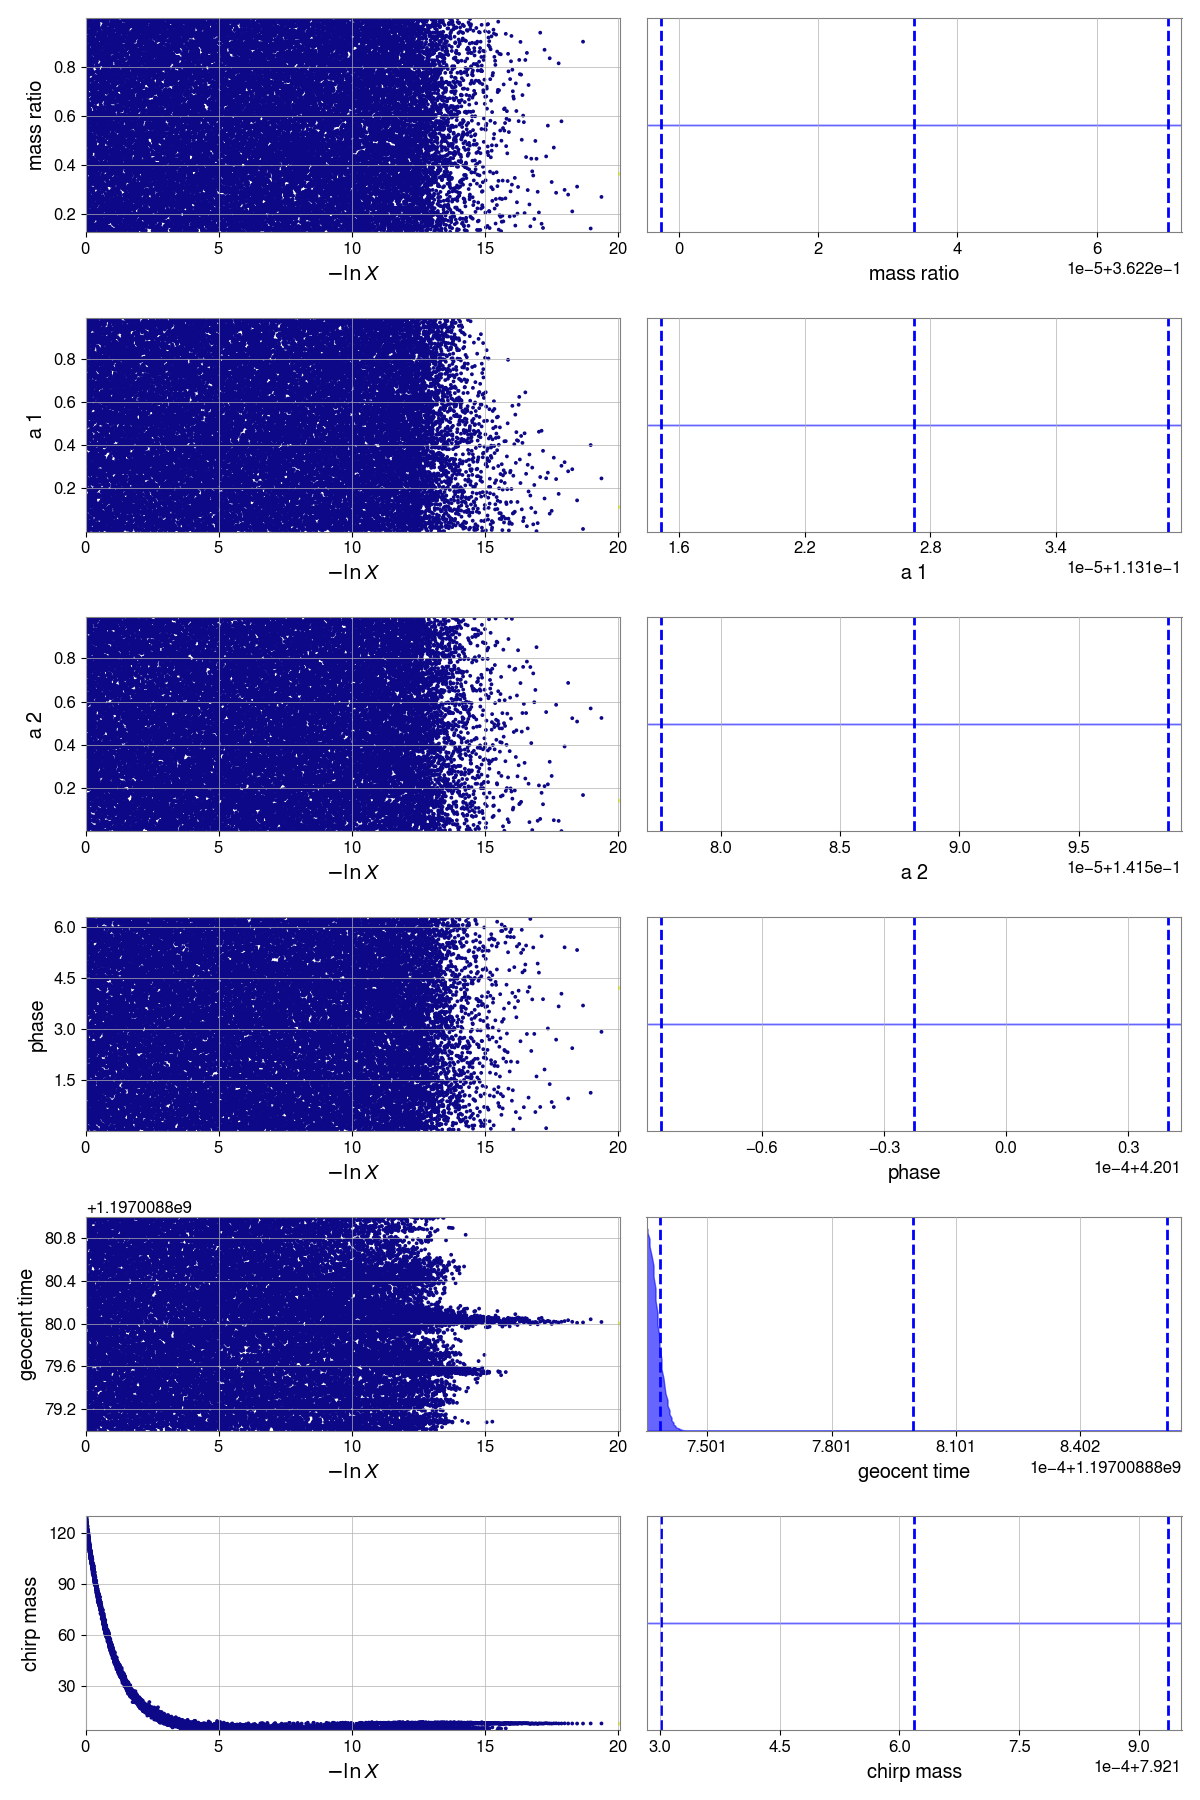 mass ratio
0.8
0.6
0.4
0.2
0 5 10 15 20
−ln X
0 2 4 6
1e−5+3.622e−1
mass ratio
a 1
0.8
0.6
0.4
0.2
0 5 10 15 20
−ln X
1.6 2.2 2.8 3.4
1e−5+1.131e−1
a 1
a 2
0.8
0.6
0.4
0.2
0 5 10 15 20
−ln X
8.0 8.5 9.0 9.5
1e−5+1.415e−1
a 2
phase
6.0
4.5
3.0
1.5
0 5 10 15 20
−ln X
−0.6 −0.3 0.0 0.3
1e−4+4.201
phase
+1.1970088e9
geocent time
80.8
80.4
80.0
79.6
79.2
0 5 10 15 20
−ln X
7.501 7.801 8.101 8.402
1e−4+1.19700888e9
geocent time
chirp mass
120
90
60
30
0 5 10 15 20
−ln X
3.0 4.5 6.0 7.5 9.0
1e−4+7.921
chirp mass